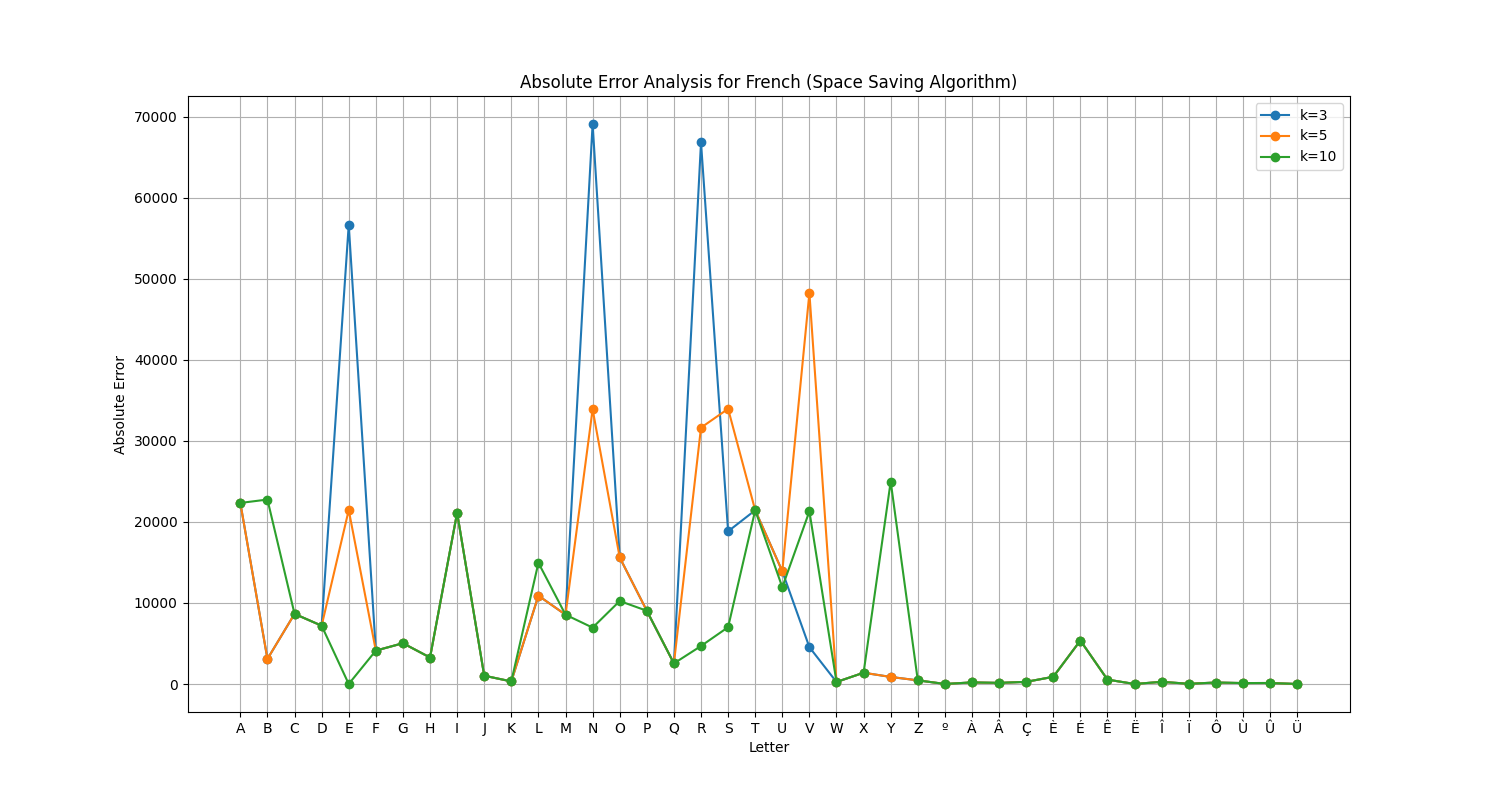 Absolute Error Analysis for French (Space Saving Algorithm)
k=3
k=5
k=10
70000
60000
50000
40000
30000
20000
10000
0
Absolute Error
A B C D E F G H I J K L M N O P Q R S T U V W X Y Z º À Â Ç È É Ê Ë Î Ï Ô Ù Û Ü
Letter